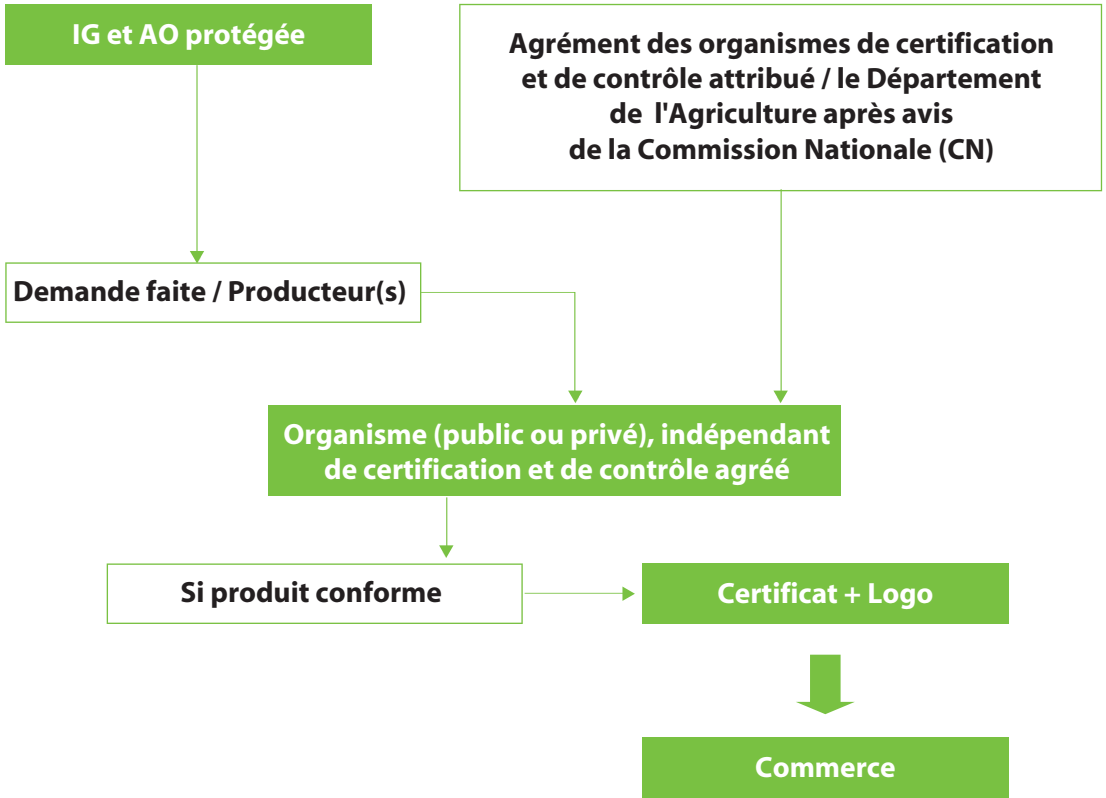 IG et AO protégée
Agrément des organismes de certification
et de contrôle attribué / le Département
de l'Agriculture après avis
de la Commission Nationale (CN)
Demande faite / Producteur(s)
Organisme (public ou privé), indépendant
de certification et de contrôle agréé
Si produit conforme
Certificat + Logo
Commerce